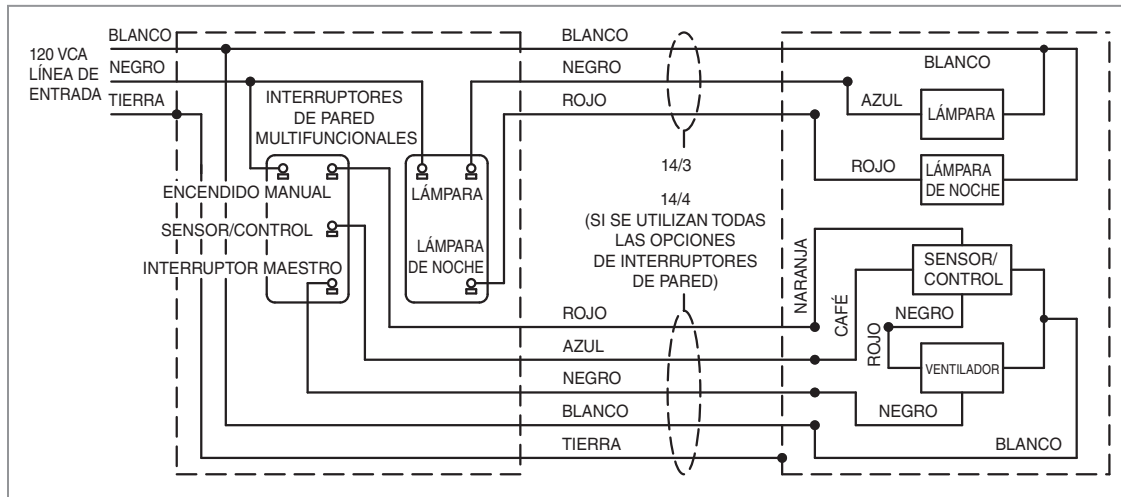 120 VCA
LÍNEA DE
ENTRADA
BLANCO
NEGRO
TIERRA
INTERRUPTORES
DE PARED
MULTIFUNCIONALES
ENCENDIDO MANUAL
SENSOR/CONTROL
INTERRUPTOR MAESTRO
LÁMPARA
LÁMPARA
DE NOCHE
BLANCO
NEGRO
ROJO
14/3
14/4
(SI SE UTILIZAN TODAS
LAS OPCIONES
DE INTERRUPTORES
DE PARED)
ROJO
AZUL
NEGRO
BLANCO
TIERRA
BLANCO
AZUL
LÁMPARA
ROJO
LÁMPARA
DE NOCHE
NARANJA
CAFÉ
SENSOR/
CONTROL
NEGRO
ROJO
VENTILADOR
NEGRO
BLANCO